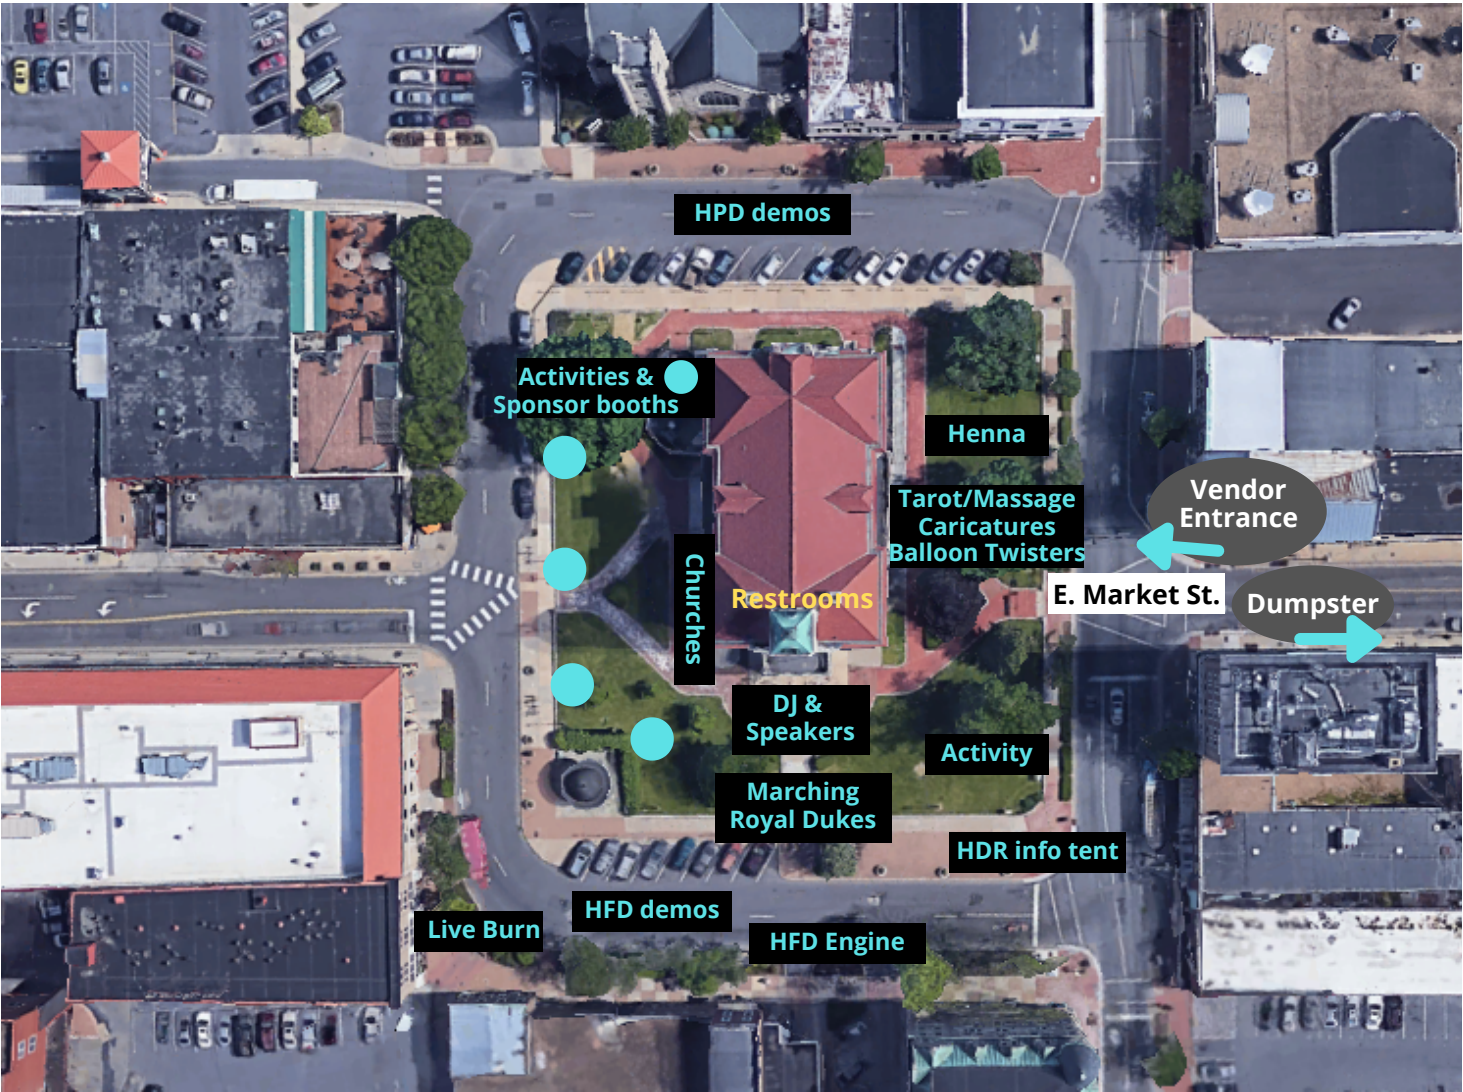 HPD demos
Activities &
Sponsor booths
Henna
Tarot/Massage
Caricatures
Balloon Twisters
Vendor
Entrance
E. Market St.
Dumpster
Churches
Restrooms
DJ &
Speakers
Activity
Marching
Royal Dukes
HDR info tent
HFD demos
Live Burn
HFD Engine